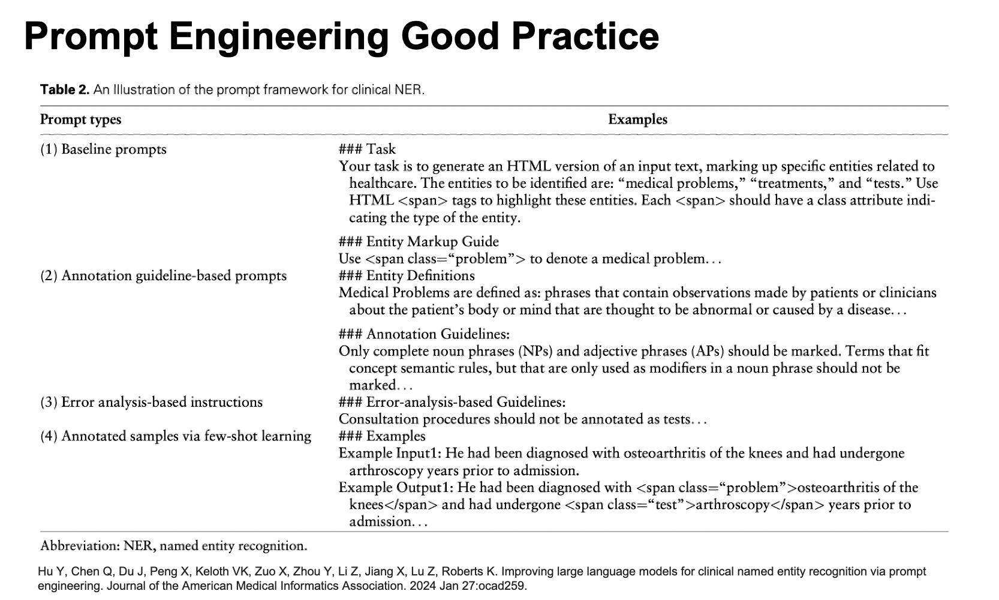 Prompt Engineering Good Practice
Table 2. An Illustration of the prompt framework for clinical NER.
Prompt types Examples
(1) Baseline prompts ### Task
Your task is to generate an HTML version of an input text, marking up specific entities related to
healthcare. The entities to be identified are: “medical problems,” “treatments,” and “tests.” Use
HTML <span> tags to highlight these entities. Each <span> should have a class attribute indi-
cating the type of the entity.
### Entity Markup Guide
Use <span class=“problem”> to denote a medical problem...
(2) Annotation guideline-based prompts ### Entity Definitions
Medical Problems are defined as: phrases that contain observations made by patients or clinicians
about the patient’s body or mind that are thought to be abnormal or caused by a disease...
### Annotation Guidelines:
Only complete noun phrases (NPs) and adjective phrases (APs) should be marked. Terms that fit
concept semantic rules, but that are only used as modifiers in a noun phrase should not be
marked...
(3) Error analysis-based instructions ### Error-analysis-based Guidelines:
Consultation procedures should not be annotated as tests...
(4) Annotated samples via few-shot learning ### Examples
Example Input1: He had been diagnosed with osteoarthritis of the knees and had undergone
arthroscopy years prior to admission.
Example Output1: He had been diagnosed with <span class=“problem”>osteoarthritis of the
knees</span> and had undergone <span class=“test”>arthroscopy</span> years prior to
admission...
Abbreviation: NER, named entity recognition.
Hu Y, Chen Q, Du J, Peng X, Keloth VK, Zuo X, Zhou Y, Li Z, Jiang X, Lu Z, Roberts K. Improving large language models for clinical named entity recognition via prompt
engineering. Journal of the American Medical Informatics Association. 2024 Jan 27:ocad259.